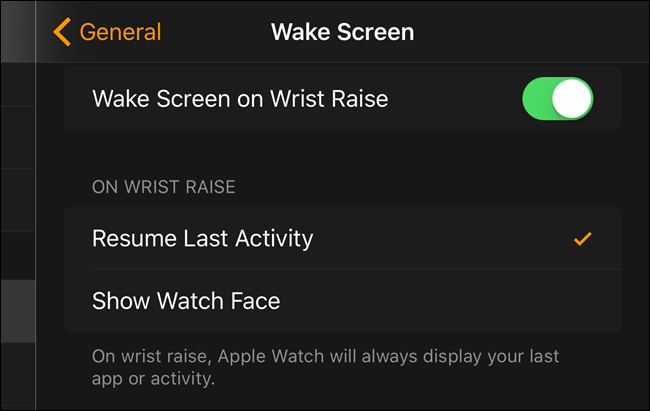 General
Wake Screen
Wake Screen on Wrist Raise
ON WRIST RAISE
Resume Last Activity
Show Watch Face
On wrist raise, Apple Watch will always display your last
app or activity.